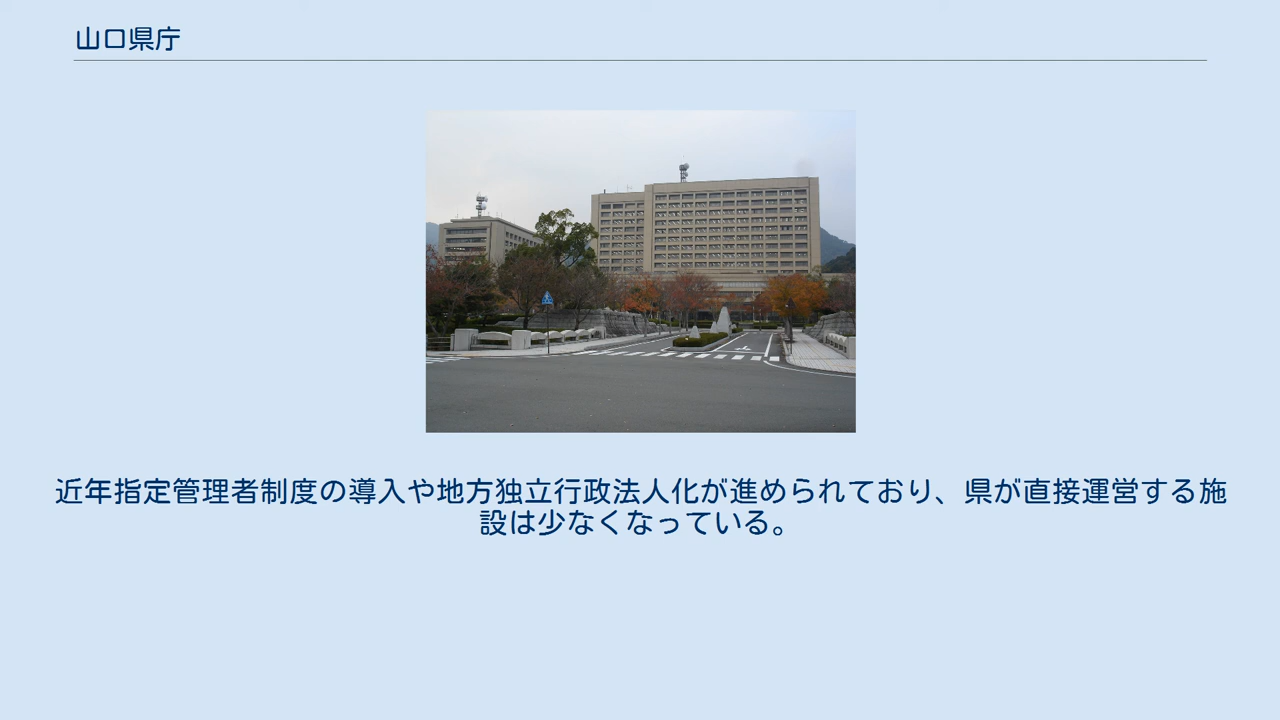 山口県庁
近年指定管理者制度の導入や地方独立行政法人化が進められており、県が直接運営する施
設は少なくなっている。